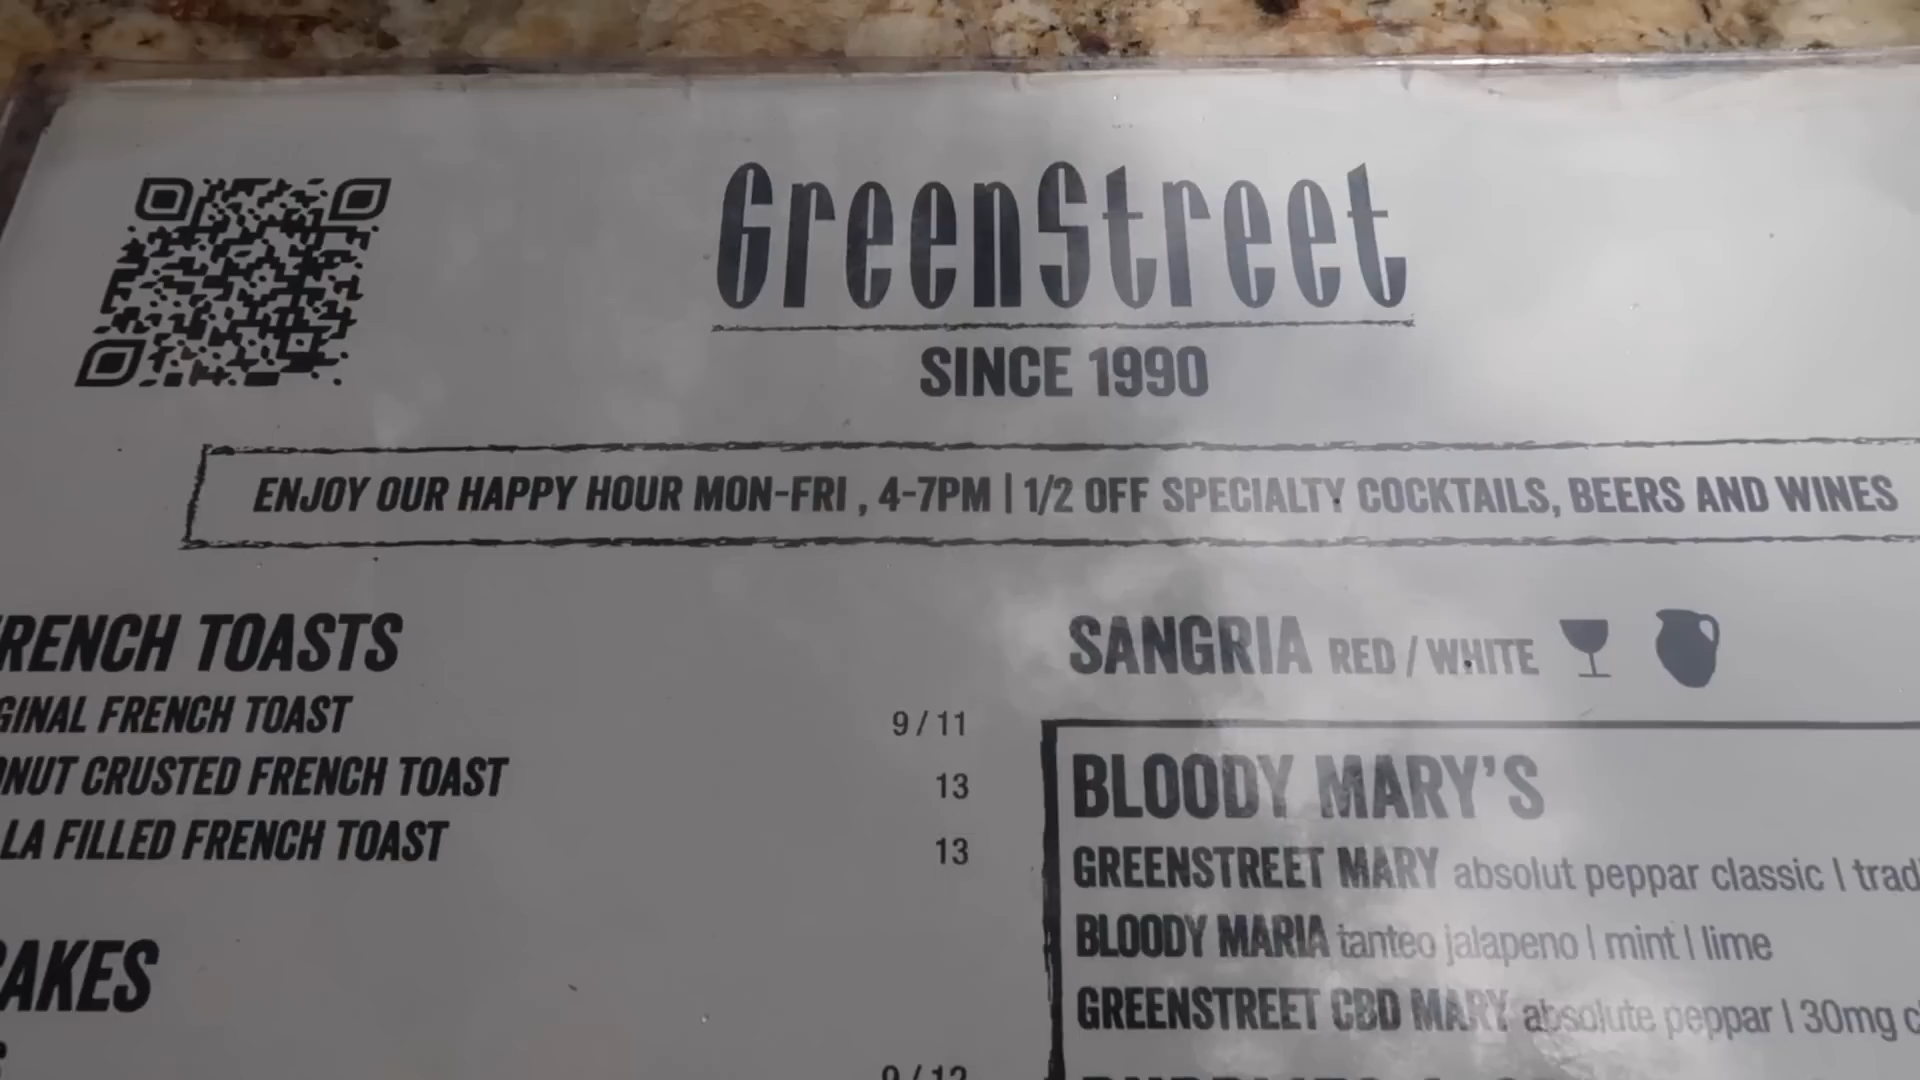 GreenStreet
SINCE 1990
ENJOY OUR HAPPY HOUR MON-FRI , 4-7PM | 1/2 OFF SPECIALTY COCKTAILS, BEERS AND WINES
RENCH TOASTS
GINAL FRENCH TOAST 9 / 11
NUT CRUSTED FRENCH TOAST 13
LA FILLED FRENCH TOAST 13
AKES
SANGRIA RED / WHITE
BLOODY MARY'S
GREENSTREET MARY absolut peppar classic | trad
BLOODY MARIA tanteo jalapeno | mint | lime
GREENSTREET CBD MARY absolute peppar | 30mg c